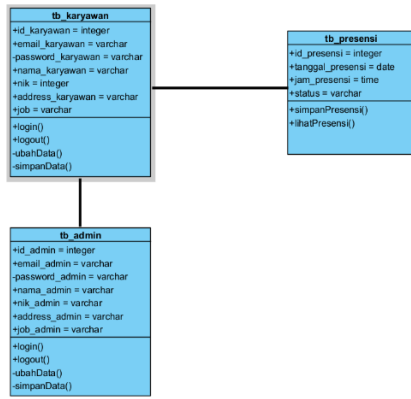 tb_karyawan
+id_karyawan = integer
+email_karyawan = varchar
-password_karyawan = varchar
+nama_karyawan = varchar
+nik = integer
+address_karyawan = varchar
+job = varchar
+login()
+logout()
-ubahData()
-simpanData()
tb_presensi
+id_presensi = integer
+tanggal_presensi = date
+jam_presensi = time
+status = varchar
+simpanPresensi()
+lihatPresensi()
tb_admin
+id_admin = integer
+email_admin = varchar
-password_admin = varchar
+nama_admin = varchar
+nik_admin = varchar
+address_admin = varchar
+job_admin = varchar
+login()
+logout()
-ubahData()
-simpanData()